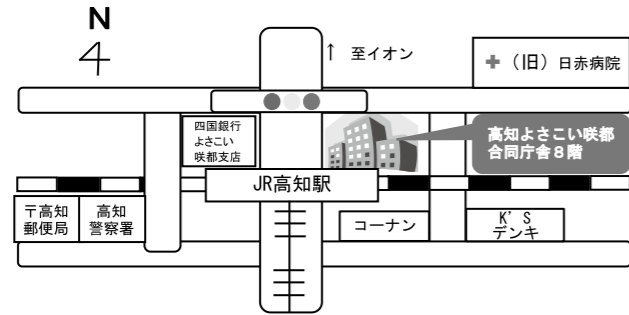 N
↑ 至イオン
✚ (旧) 日赤病院
四国銀行
よさこい
咲都支店
高知よさこい咲都
合同庁舎8階
JR高知駅
〒高知
郵便局
高知
警察署
コーナン
K’S
デンキ